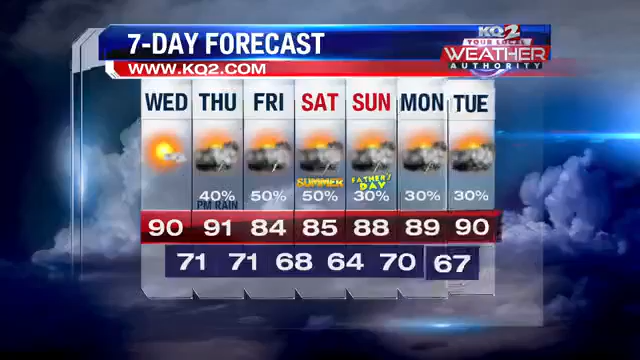 7-DAY FORECAST
WWW.KQ2.COM
KQ2
YOUR LOCAL
WEATHER
AUTHORITY
WED THU FRI SAT SUN MON TUE
SUMMER FATHER'S DAY
40% 50% 50% 30% 30% 30%
PM RAIN
90 91 84 85 88 89 90
71 71 68 64 70 67